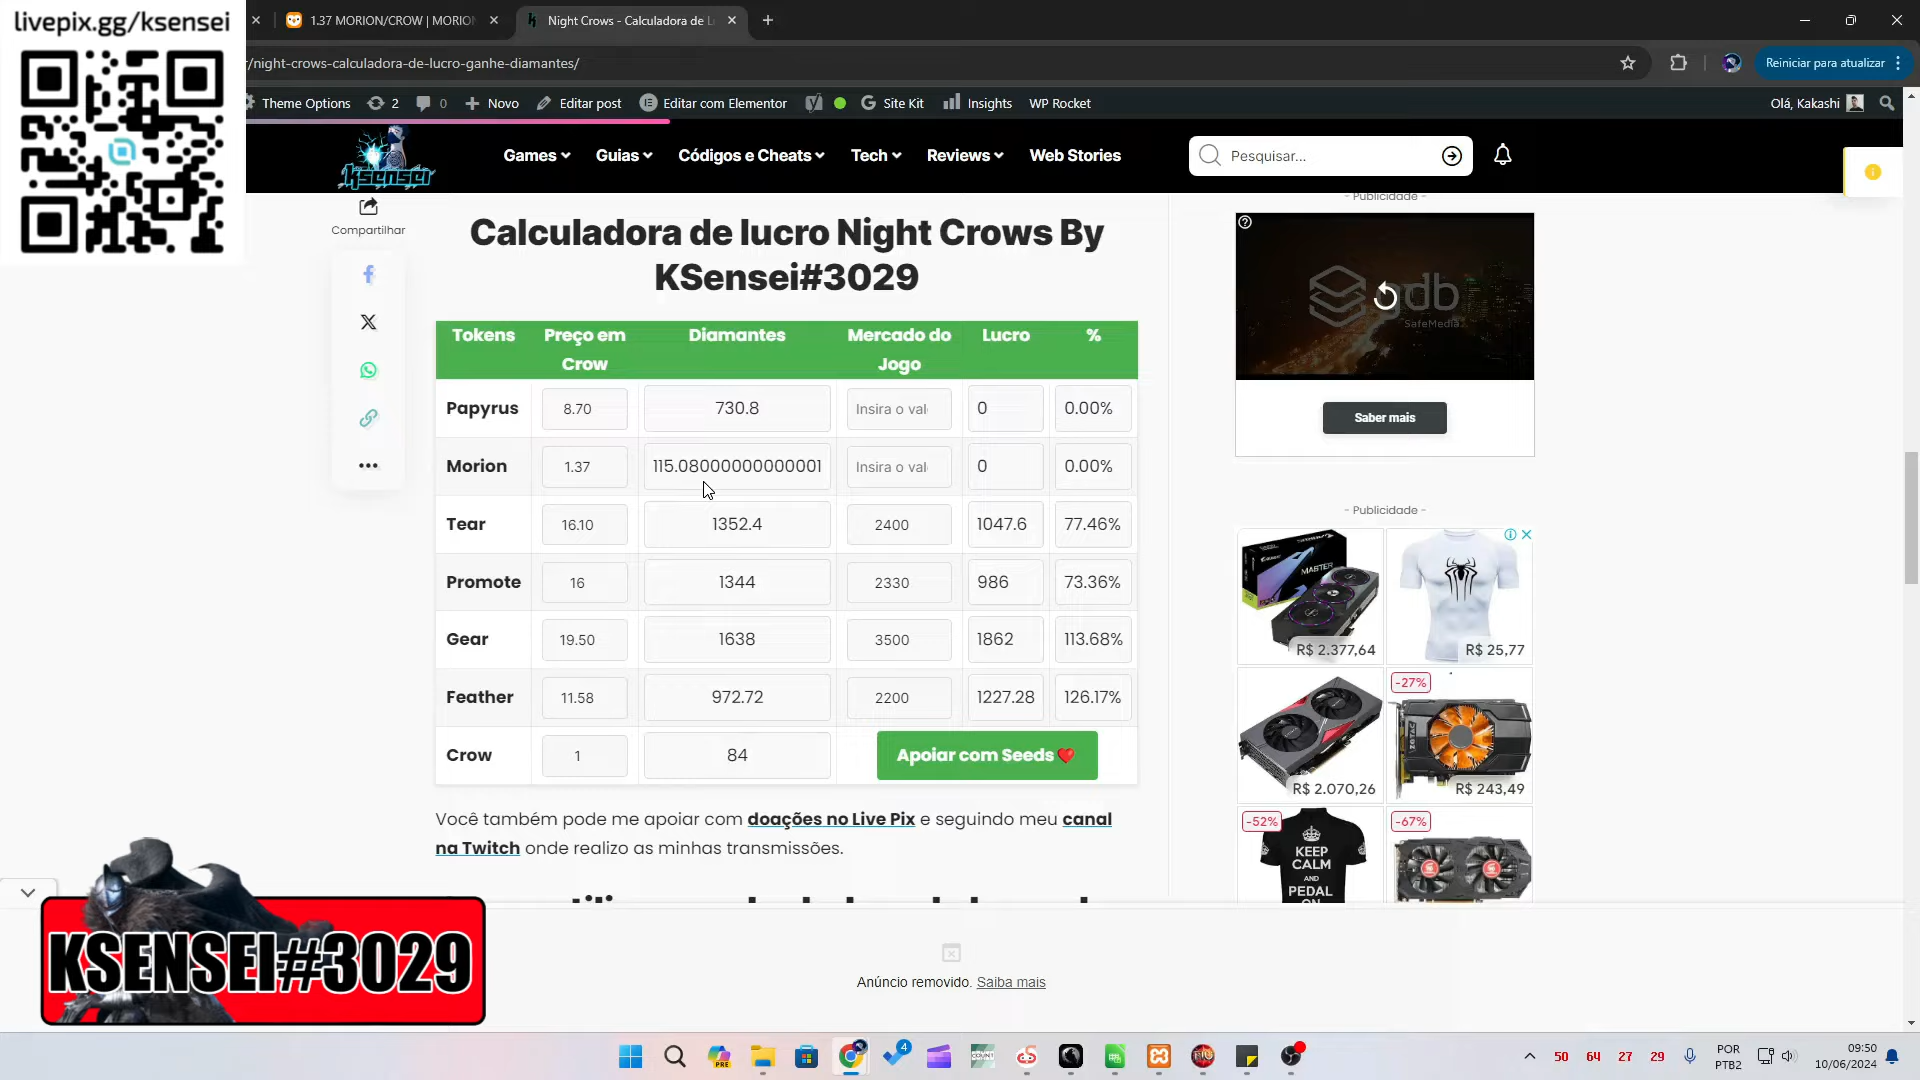 livepix.gg/ksensei
1.37 MORION/CROW | MORION
Night Crows - Calculadora de L
/night-crows-calculadora-de-lucro-ganhe-diamantes/
Reiniciar para atualizar
Theme Options
2
0
Novo
Editar post
Editar com Elementor
Site Kit
Insights
WP Rocket
Olá, Kakashi
ksensei
Games
Guias
Códigos e Cheats
Tech
Reviews
Web Stories
Pesquisar...
Compartilhar
Calculadora de lucro Night Crows By
KSensei#3029
Tokens Preço em Crow Diamantes Mercado do Jogo Lucro %
Papyrus 8.70 730.8 Insira o val 0 0.00%
Morion 1.37 115.08000000000001 Insira o val 0 0.00%
Tear 16.10 1352.4 2400 1047.6 77.46%
Promote 16 1344 2330 986 73.36%
Gear 19.50 1638 3500 1862 113.68%
Feather 11.58 972.72 2200 1227.28 126.17%
Crow 1 84 Apoiar com Seeds
Você também pode me apoiar com doações no Live Pix e seguindo meu canal
na Twitch onde realizo as minhas transmissões.
- Publicidade -
gdb
SafeMedia
Saber mais
- Publicidade -
MASTER
R$ 2.377,64
R$ 25,77
R$ 2.070,26
-27%
R$ 243,49
-52%
KEEP
CALM
AND
PEDAL
ON
-67%
KSENSEI#3029
Anúncio removido. Saiba mais
PRE
4
COUNT
50 64 27 29
POR
PTB2
09:50
10/06/2024